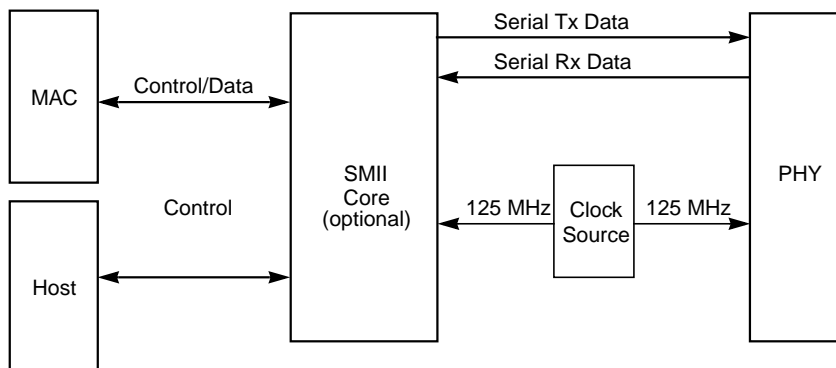 Serial Tx Data
Serial Rx Data
MAC
Control/Data
SMII
Core
(optional)
PHY
Control
125 MHz
Clock
Source
125 MHz
Host